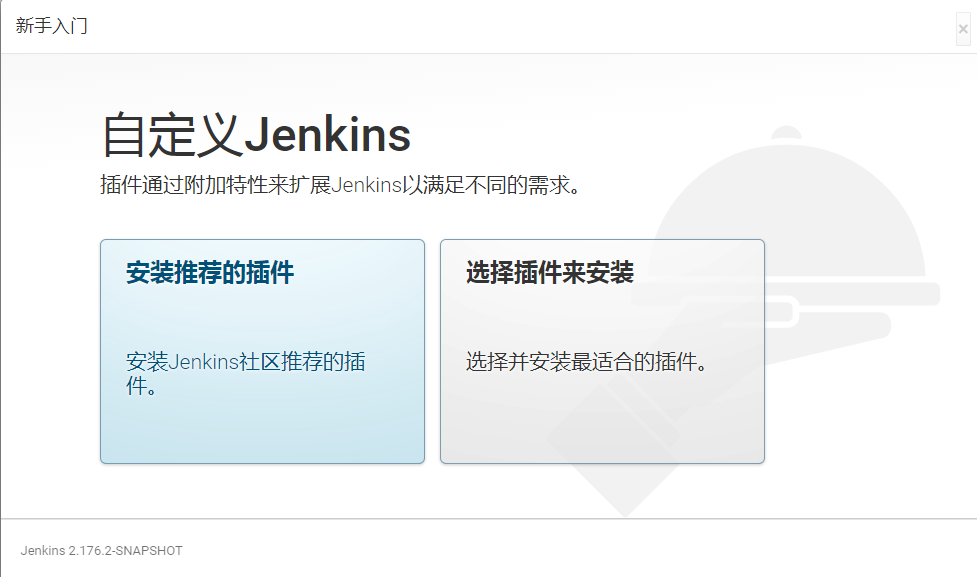 新手入门
×
自定义Jenkins
插件通过附加特性来扩展Jenkins以满足不同的需求。
安装推荐的插件
安装Jenkins社区推荐的插
件。
选择插件来安装
选择并安装最适合的插件。
Jenkins 2.176.2-SNAPSHOT